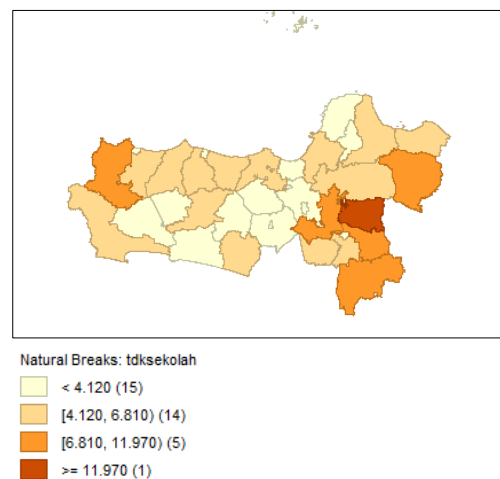 Natural Breaks: tdksekolah
< 4.120 (15)
[4.120, 6.810) (14)
[6.810, 11.970) (5)
>= 11.970 (1)